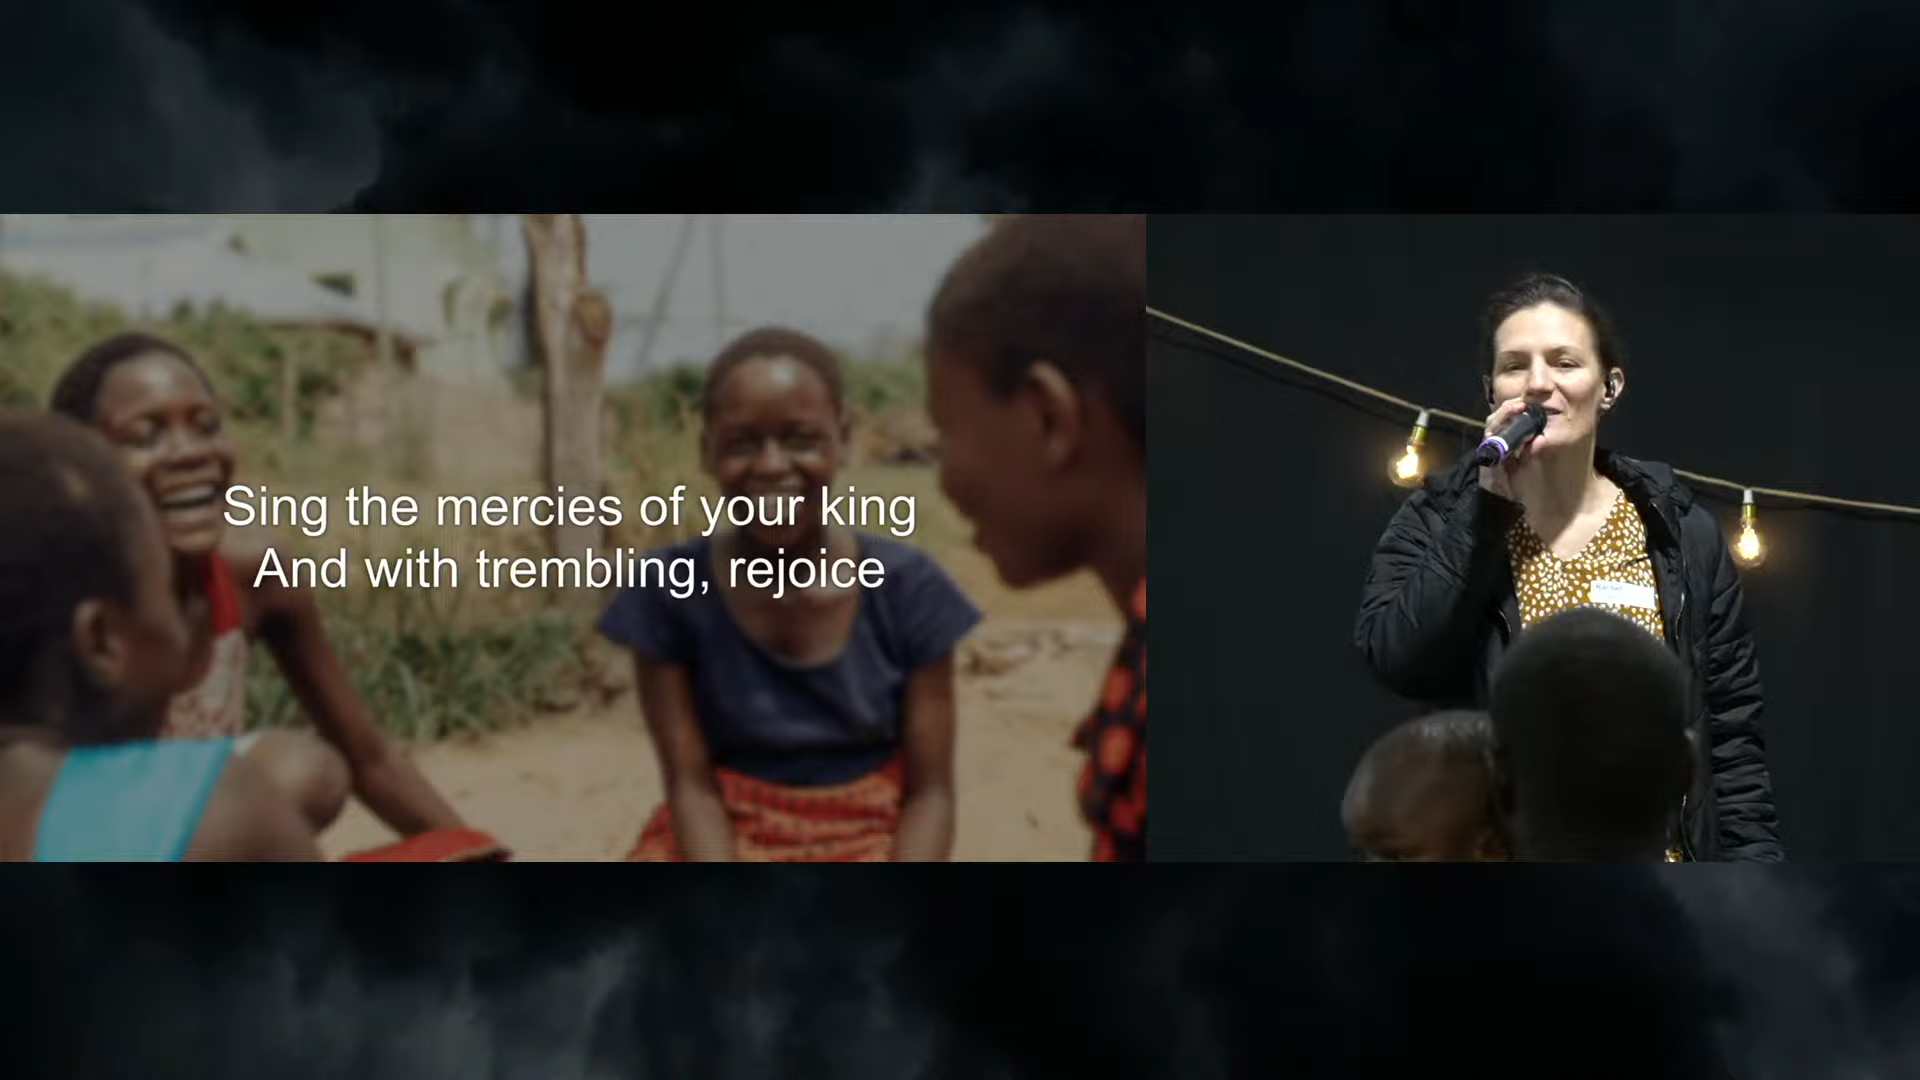 Sing the mercies of your king
And with trembling, rejoice